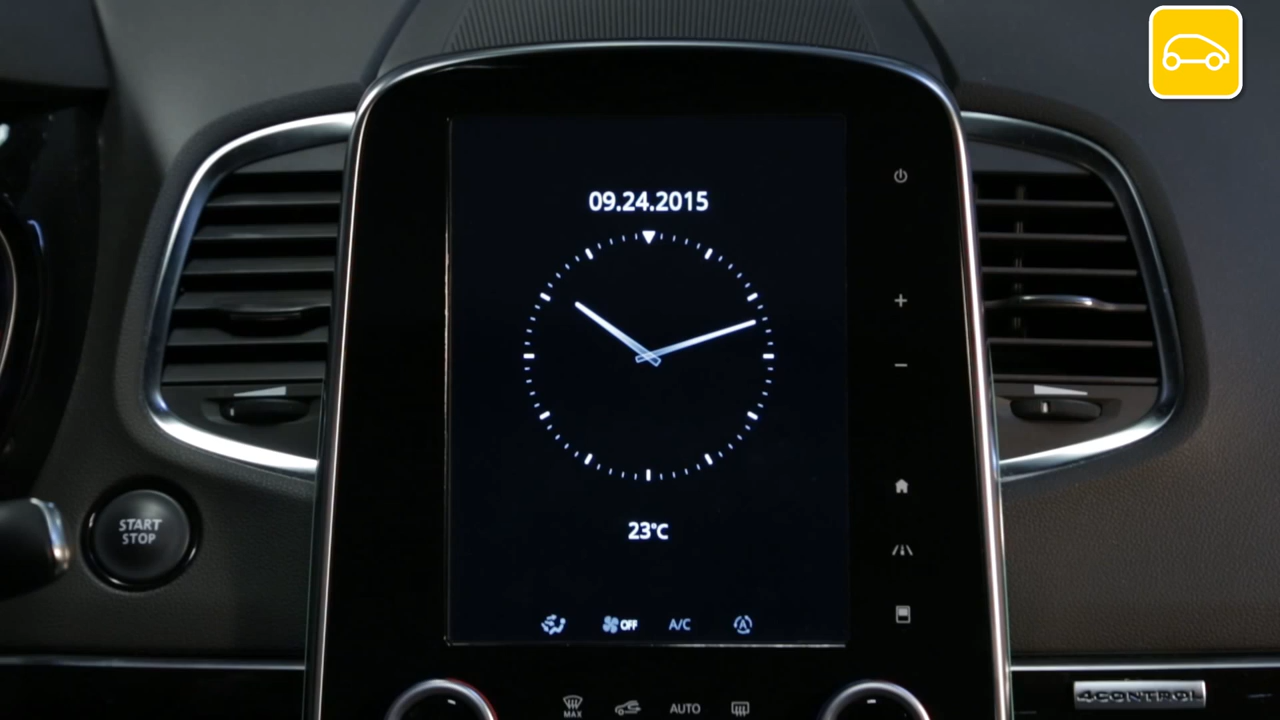 09.24.2015
23°C
OFF
A/C
A
START
STOP
MAX
AUTO
4CONTROL